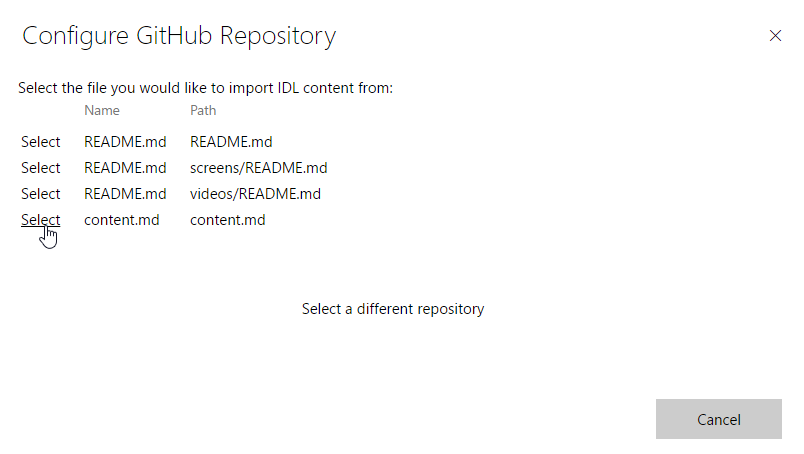 Configure GitHub Repository
Select the file you would like to import IDL content from:
Name Path
Select README.md README.md
Select README.md screens/README.md
Select README.md videos/README.md
Select content.md content.md
Select a different repository
Cancel